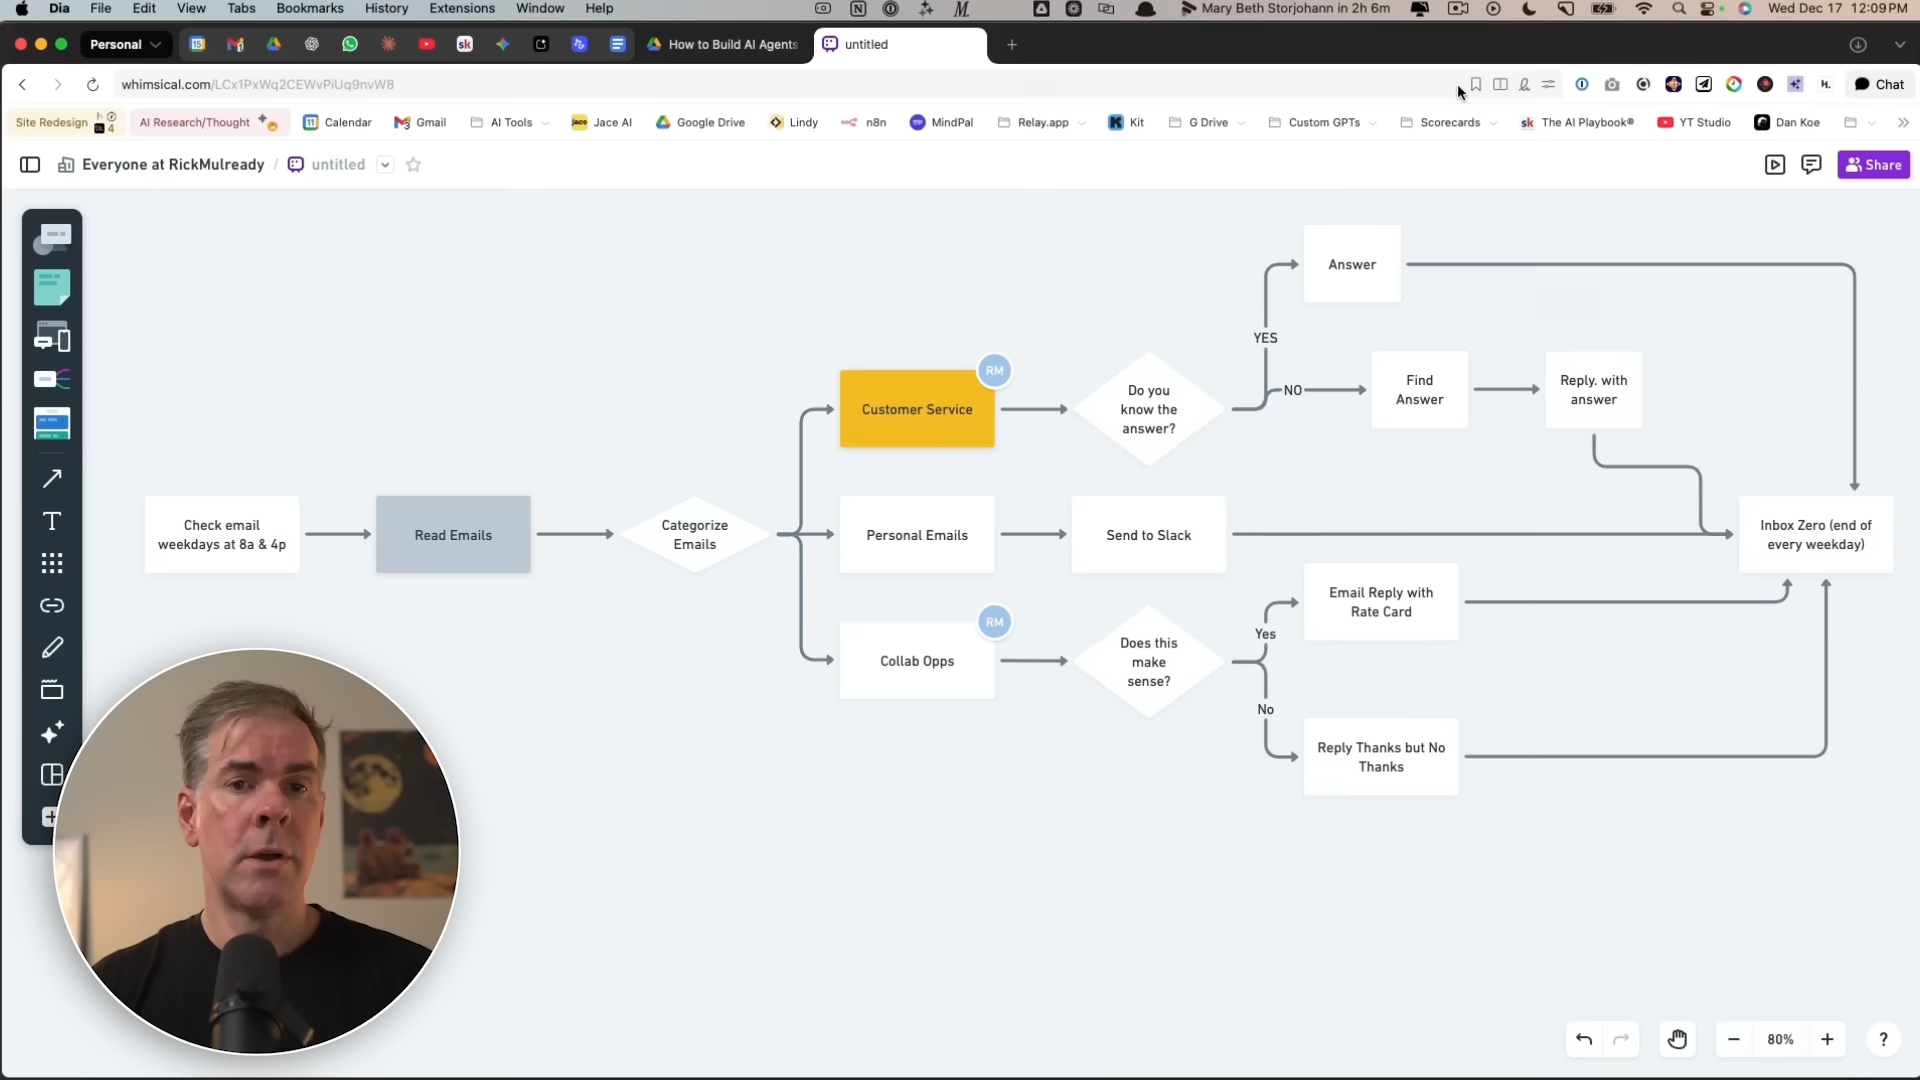 Dia File Edit View Tabs Bookmarks History Extensions Window Help
Mary Beth Storjohann in 2h 6m
Wed Dec 17 12:09 PM
Personal
How to Build AI Agents
untitled
whimsical.com/LCx1PxWq2CEWvPiUq9nvW8
Chat
Site Redesign 4
AI Research/Thought
Calendar
Gmail
AI Tools
Jace AI
Google Drive
Lindy
n8n
MindPal
Relay.app
Kit
G Drive
Custom GPTs
Scorecards
The AI Playbook®
YT Studio
Dan Koe
Everyone at RickMulready / untitled
Share
Answer
YES
RM
Customer Service
Do you
know the
answer?
NO
Find
Answer
Reply. with
answer
Check email
weekdays at 8a & 4p
Read Emails
Categorize
Emails
Personal Emails
Send to Slack
Inbox Zero (end of
every weekday)
RM
Collab Opps
Does this
make
sense?
Yes
Email Reply with
Rate Card
No
Reply Thanks but No
Thanks
80%
?